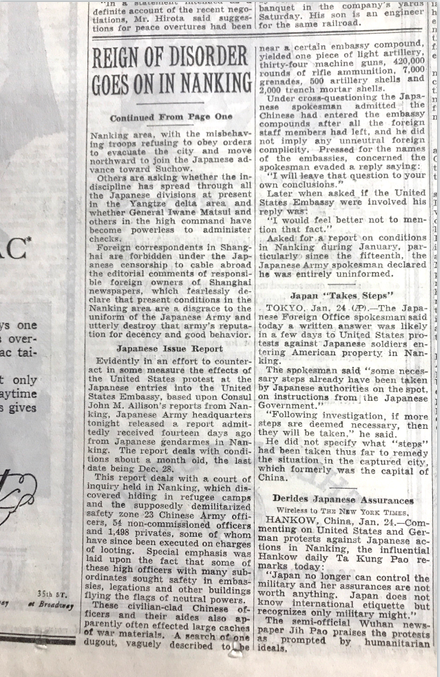 "In a statement intended as a
definite account of the recent nego-
tiations, Mr. Hirota said sugges-
tions for peace overtures had been
REIGN OF DISORDER
GOES ON IN NANKING
Continued From Page One
Nanking area, with the misbehav-
ing troops refusing to obey orders
to evacuate the city and move
northward to join the Japanese ad-
vance toward Suchow.
Others are asking whether the in-
discipline has spread through all
the Japanese divisions at present
in the Yangtze delta area and
whether General Iwane Matsui and
others in the high command have
become powerless to administer
checks.
Foreign correspondents in Shang-
hai are forbidden under the Jap-
anese censorship to cable abroad
the editorial comments of responsi-
ble foreign owners of Shanghai
newspapers, which fearlessly de-
clare that present conditions in the
Nanking area are a disgrace to the
uniform of the Japanese Army and
utterly destroy that army's reputa-
tion for decency and good behavior.
Japanese Issue Report
Evidently in an effort to counter-
act in some measure the effects of
the United States protest at the
Japanese entries into the United
States Embassy, based upon Consul
John M. Allison's reports from Nan-
king, Japanese Army headquarters
tonight released a report admit-
tedly received fourteen days ago
from Japanese gendarmes in Nan-
king. The report deals with condi-
tions about a month old, the last
date being Dec. 28.
This report deals with a court of
inquiry held in Nanking, which dis-
covered hiding in refugee camps
and the supposedly demilitarized
safety zone 23 Chinese Army offi-
cers, 54 non-commissioned officers
and 1,498 privates, some of whom
have since been executed on charges
of looting. Special emphasis was
laid upon the fact that some of
these high officers with many sub-
ordinates sought safety in embas-
sies, legations and other buildings
flying the flags of neutral powers.
These civilian-clad Chinese of-
ficers and their aides also ap-
parently often effected large caches
of war materials. A search of one
dugout, vaguely described to be
banquet in the company's yards
Saturday. His son is an engineer
for the same railroad.
near a certain embassy compound,
yielded one piece of light artillery,
thirty-four machine guns, 420,000
rounds of rifle ammunition, 7,000
grenades, 500 artillery shells and
2,000 trench mortar shells.
Under cross-questioning the Japa-
nese spokesman admitted the
Chinese had entered the embassy
compounds after all the foreign
staff members had left, and he did
not imply any unneutral foreign
complicity. Pressed for the names
of the embassies, concerned the
spokesman evaded a reply saying:
"I will leave that question to your
own conclusions."
Later when asked if the United
States Embassy were involved his
reply was:
"I would feel better not to men-
tion that fact."
Asked for a report on conditions
in Nanking during January, par-
ticularly since the fifteenth, the
Japanese Army spokesman declared
he was entirely uninformed.
Japan "Takes Steps"
TOKYO, Jan. 24 (AP).—The Japa-
nese Foreign Office spokesman said
today a written answer was likely
in a few days to United States pro-
tests against Japanese soldiers en-
tering American property in Nan-
king.
The spokesman said "some neces-
sary steps already have been taken
by Japanese authorities on the spot,
on instructions from the Japanese
Government."
"Following investigation, if more
steps are deemed necessary, then
they will be taken," he said.
He did not specify what "steps"
had been taken thus far to remedy
the situation in the captured city,
which formerly was the capital of
China.
Derides Japanese Assurances
Wireless to THE NEW YORK TIMES.
HANKOW, China, Jan. 24.—Com-
menting on United States and Ger-
man protests against Japanese ac-
tions in Nanking, the influential
Hankow daily Ta Kung Pao re-
marks today:
"Japan no longer can control the
military and her assurances are not
worth anything. Japan does not
know international etiquette but
recognizes only military might."
The semi-official Wuhan news-
paper Jih Pao praises the protests
as prompted by humanitarian
ideals.
AC*
ys one
s over-
ac tai-
t only
aytime
s gives
35th ST.
at Broadway